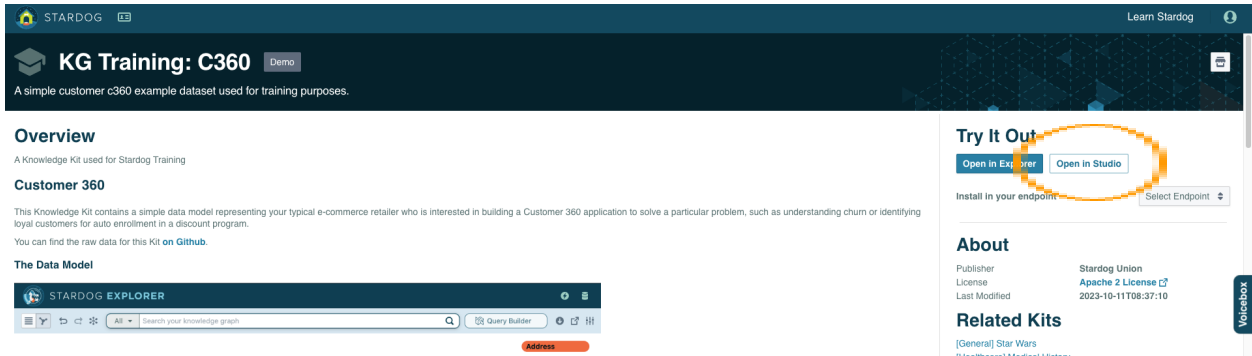 STARDOG
Learn Stardog
KG Training: C360 Demo
A simple customer c360 example dataset used for training purposes.
Overview
A Knowledge Kit used for Stardog Training
Customer 360
This Knowledge Kit contains a simple data model representing your typical e-commerce retailer who is interested in building a Customer 360 application to solve a particular problem, such as understanding churn or identifying
loyal customers for auto enrollment in a discount program.
You can find the raw data for this Kit on Github.
The Data Model
STARDOG EXPLORER
All Search your knowledge graph Query Builder
Address
Try It Out
Open in Explorer Open in Studio
Install in your endpoint Select Endpoint
About
Publisher Stardog Union
License Apache 2 License
Last Modified 2023-10-11T08:37:10
Related Kits
[General] Star Wars
[Healthcare] Medical History
Voicebox